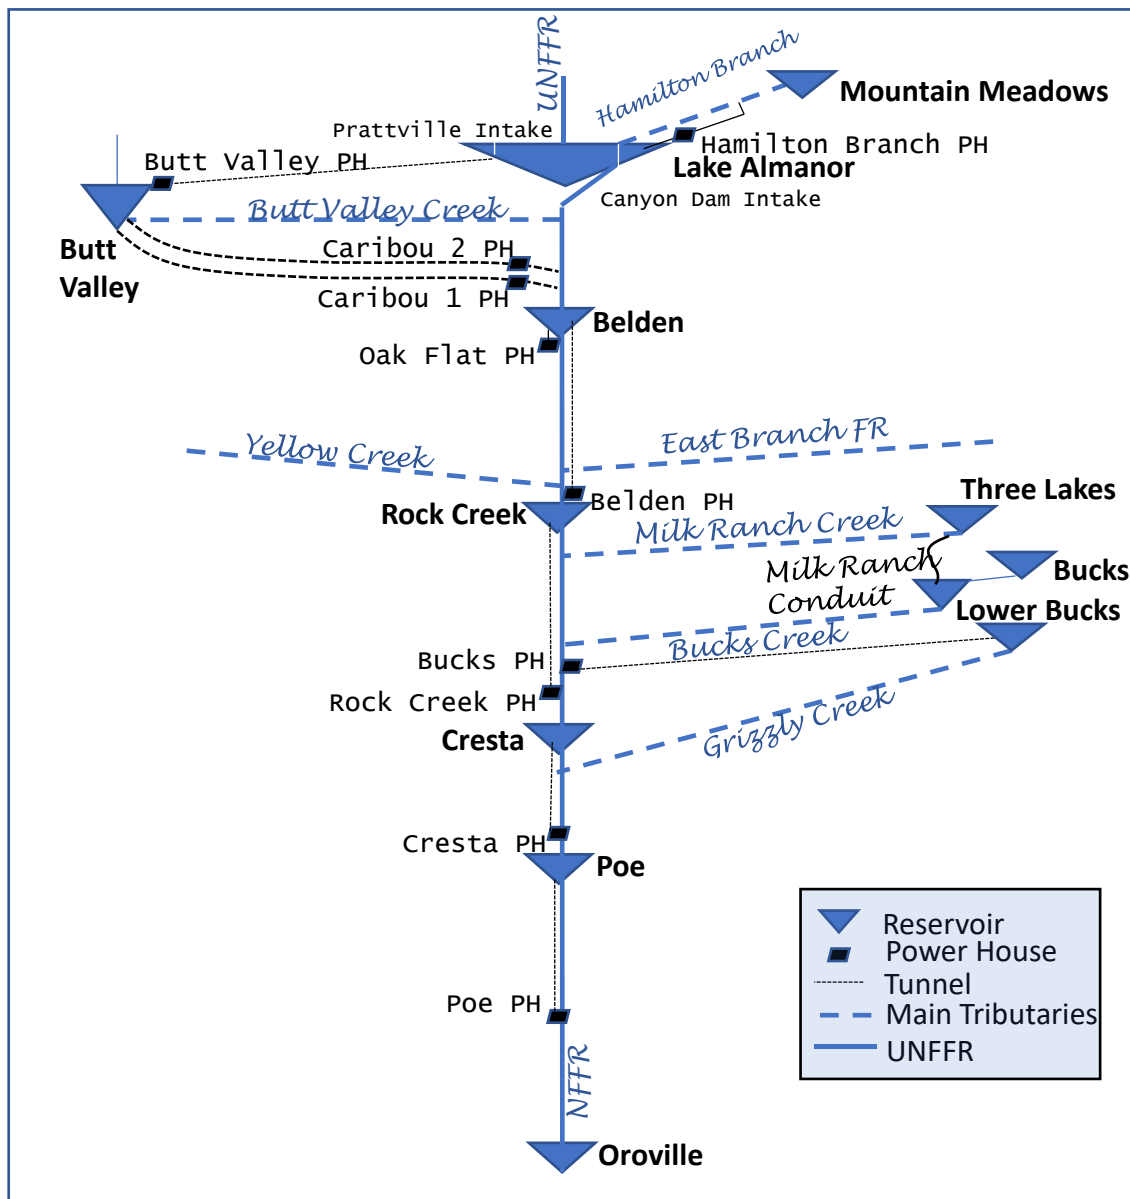 UNFFR
Hamilton Branch
Mountain Meadows
Prattville Intake
Hamilton Branch PH
Butt Valley PH
Lake Almanor
Canyon Dam Intake
Butt Valley Creek
Butt
Valley
Caribou 2 PH
Caribou 1 PH
Belden
Oak Flat PH
Yellow Creek
East Branch FR
Three Lakes
Belden PH
Rock Creek
Milk Ranch Creek
Milk Ranch
Conduit
Bucks
Lower Bucks
Bucks Creek
Bucks PH
Rock Creek PH
Cresta
Grizzly Creek
Cresta PH
Poe
Poe PH
NFFR
Oroville
Reservoir
Power House
Tunnel
Main Tributaries
UNFFR